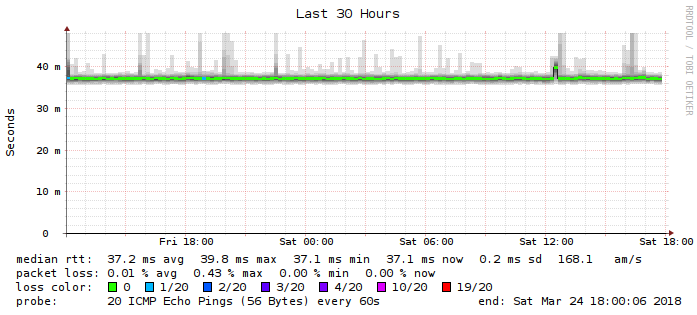 Last 30 Hours
RRDTOOL / TOBI OETIKER
Seconds
40 m
30 m
20 m
10 m
0
Fri 18:00 Sat 00:00 Sat 06:00 Sat 12:00 Sat 18:00
median rtt: 37.2 ms avg 39.8 ms max 37.1 ms min 37.1 ms now 0.2 ms sd 168.1 am/s
packet loss: 0.01 % avg 0.43 % max 0.00 % min 0.00 % now
loss color: 0 1/20 2/20 3/20 4/20 10/20 19/20
probe: 20 ICMP Echo Pings (56 Bytes) every 60s end: Sat Mar 24 18:00:06 2018